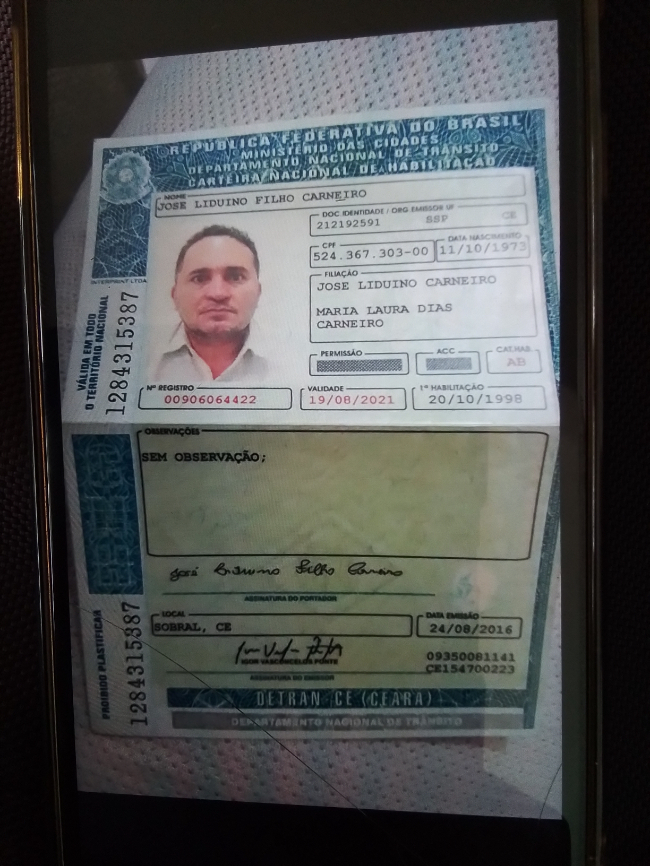 REPÚBLICA FEDERATIVA DO BRASIL
MINISTÉRIO DAS CIDADES
DEPARTAMENTO NACIONAL DE TRÂNSITO
CARTEIRA NACIONAL DE HABILITAÇÃO
NOME
JOSE LIDUINO FILHO CARNEIRO
DOC IDENTIDADE / ORG EMISSOR UF
212192591 SSP CE
CPF
524.367.303-00
DATA NASCIMENTO
11/10/1973
FILIAÇÃO
JOSE LIDUINO CARNEIRO
MARIA LAURA DIAS
CARNEIRO
PERMISSÃO
ACC
CAT.HAB
AB
Nº REGISTRO
00906064422
VALIDADE
19/08/2021
1ª HABILITAÇÃO
20/10/1998
INTERPRINT LTDA
VÁLIDA EM TODO
O TERRITÓRIO NACIONAL
1284315387
OBSERVAÇÕES
SEM OBSERVAÇÃO;
ASSINATURA DO PORTADOR
LOCAL
SOBRAL, CE
DATA EMISSÃO
24/08/2016
IGOR VASCONCELOS PONTE
ASSINATURA DO EMISSOR
09350081141
CE154700223
PROIBIDO PLASTIFICAR
1284315387
DETRAN CE (CEARA)
DEPARTAMENTO NACIONAL DE TRÂNSITO